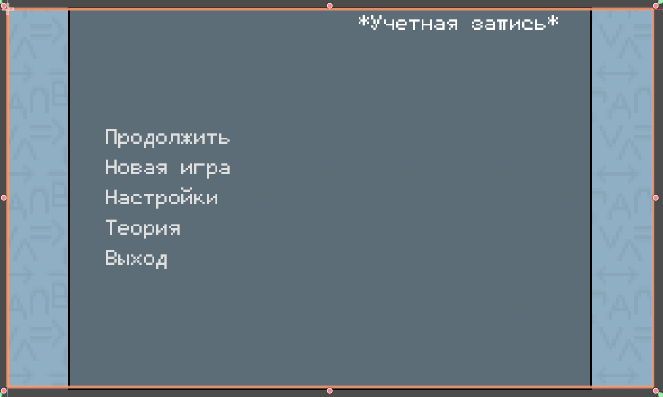 *Учетная запись*
Продолжить
Новая игра
Настройки
Теория
Выход